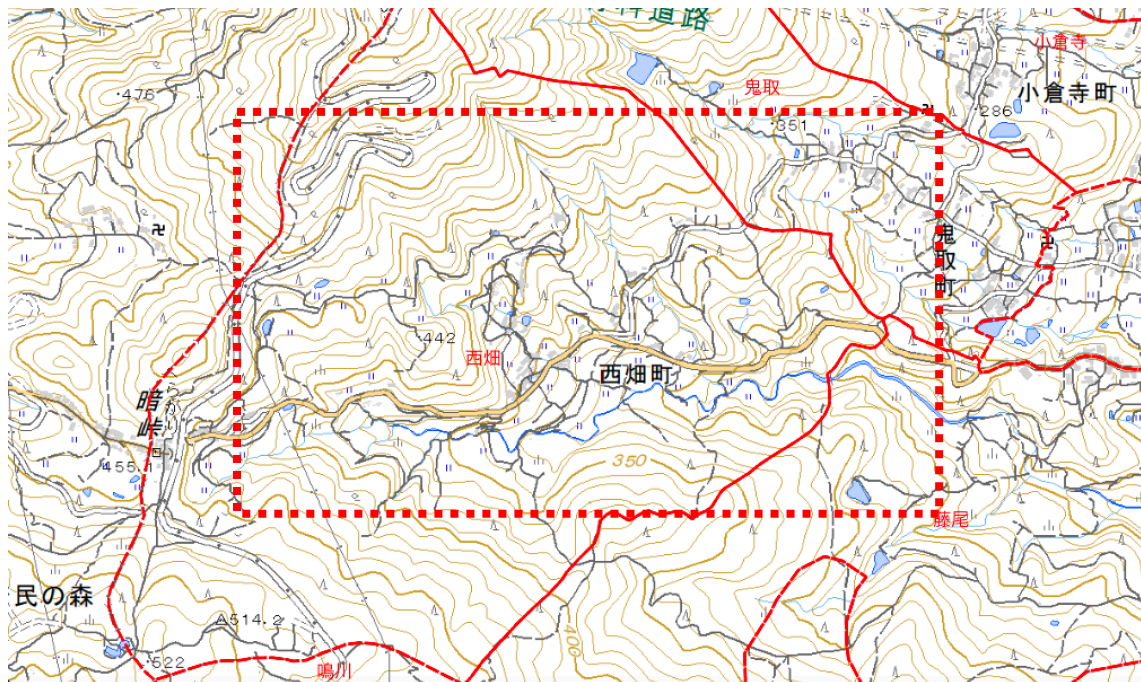 道路
小倉寺
小倉寺町
鬼取
・476
・351
・286
鬼取町
・442
西畑
西畑町
暗峠
455.1
350
藤尾
民の森
514.2
・522
鳴川
400